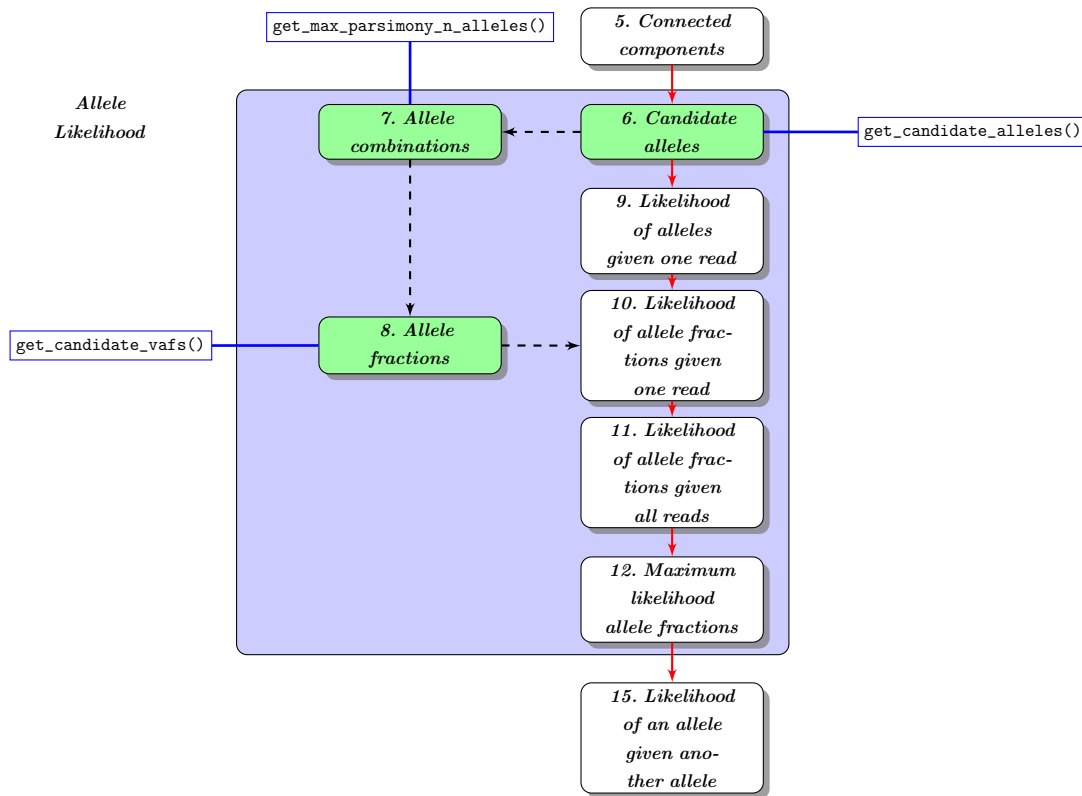 get_max_parsimony_n_alleles()
5. Connected
components
Allele
Likelihood
7. Allele
combinations
6. Candidate
alleles
get_candidate_alleles()
9. Likelihood
of alleles
given one read
10. Likelihood
of allele frac-
tions given
one read
get_candidate_vafs()
8. Allele
fractions
11. Likelihood
of allele frac-
tions given
all reads
12. Maximum
likelihood
allele fractions
15. Likelihood
of an allele
given ano-
ther allele